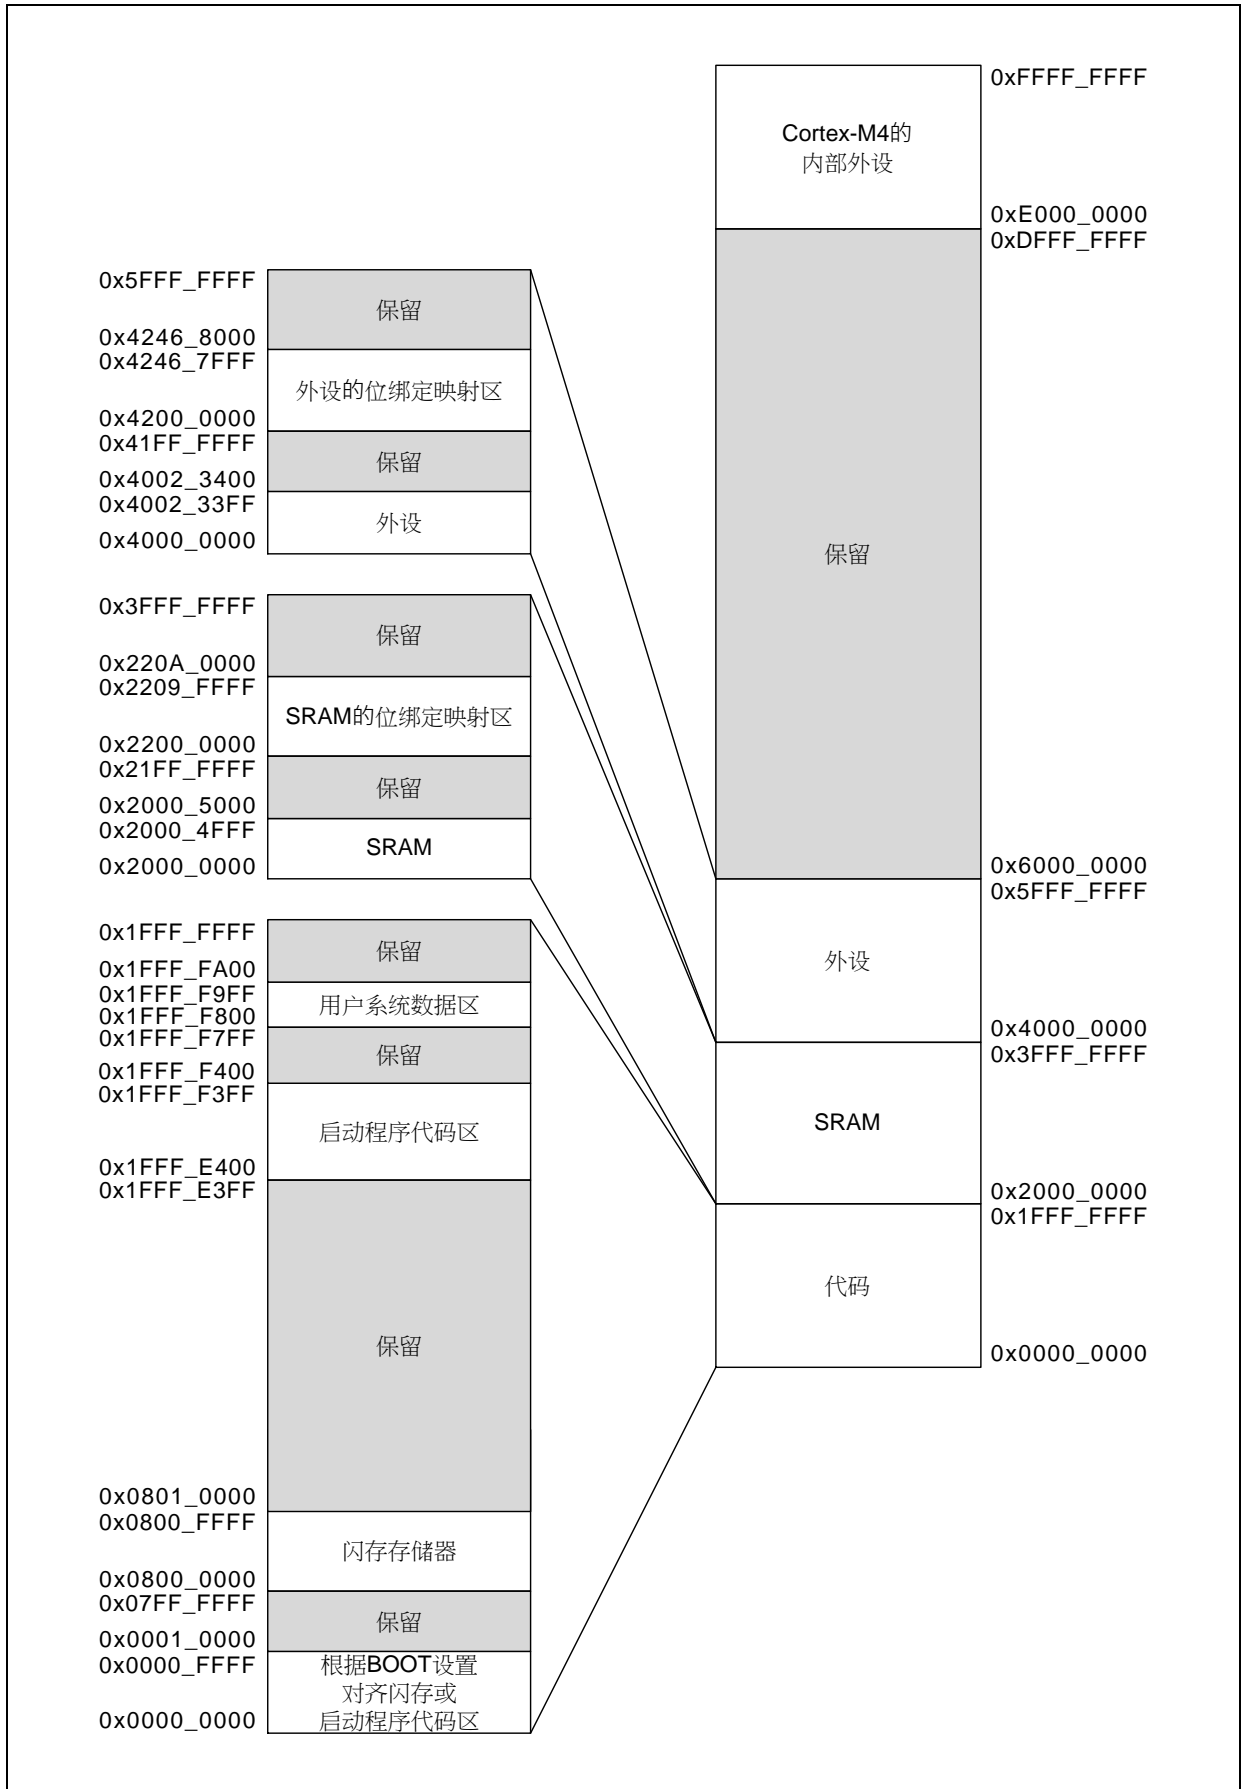 0xFFFF_FFFF
Cortex-M4的
内部外设
0xE000_0000
0xDFFF_FFFF
保留
0x6000_0000
0x5FFF_FFFF
外设
0x4000_0000
0x3FFF_FFFF
SRAM
0x2000_0000
0x1FFF_FFFF
代码
0x0000_0000
0x5FFF_FFFF
保留
0x4246_8000
0x4246_7FFF
外设的位绑定映射区
0x4200_0000
0x41FF_FFFF
保留
0x4002_3400
0x4002_33FF
外设
0x4000_0000
0x3FFF_FFFF
保留
0x220A_0000
0x2209_FFFF
SRAM的位绑定映射区
0x2200_0000
0x21FF_FFFF
保留
0x2000_5000
0x2000_4FFF
SRAM
0x2000_0000
0x1FFF_FFFF
保留
0x1FFF_FA00
0x1FFF_F9FF
用户系统数据区
0x1FFF_F800
0x1FFF_F7FF
保留
0x1FFF_F400
0x1FFF_F3FF
启动程序代码区
0x1FFF_E400
0x1FFF_E3FF
保留
0x0801_0000
0x0800_FFFF
闪存存储器
0x0800_0000
0x07FF_FFFF
保留
0x0001_0000
0x0000_FFFF
根据BOOT设置
对齐闪存或
启动程序代码区
0x0000_0000